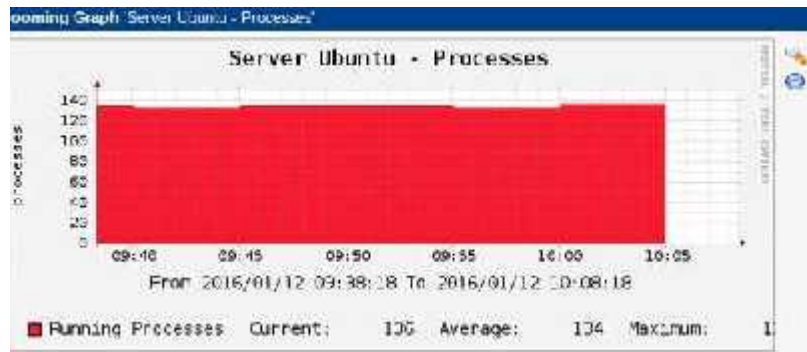 ooming Graph 'Server Ubuntu - Processes'
Server Ubuntu - Processes
processes
140
120
100
80
60
40
20
0
09:40 09:45 09:50 09:55 10:00 10:05
From 2016/01/12 09:38:18 To 2016/01/12 10:08:18
Running Processes Current: 136 Average: 134 Maximum: